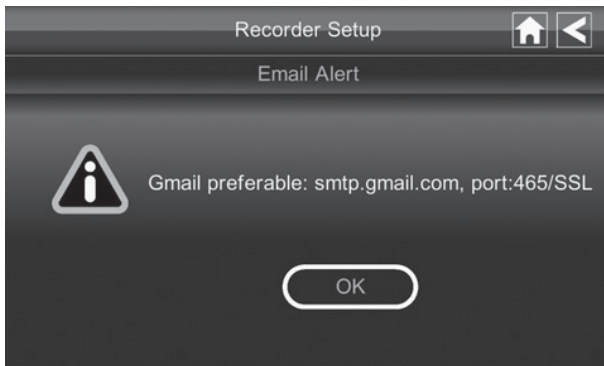 Recorder Setup
Email Alert
Gmail preferable: smtp.gmail.com, port:465/SSL
OK